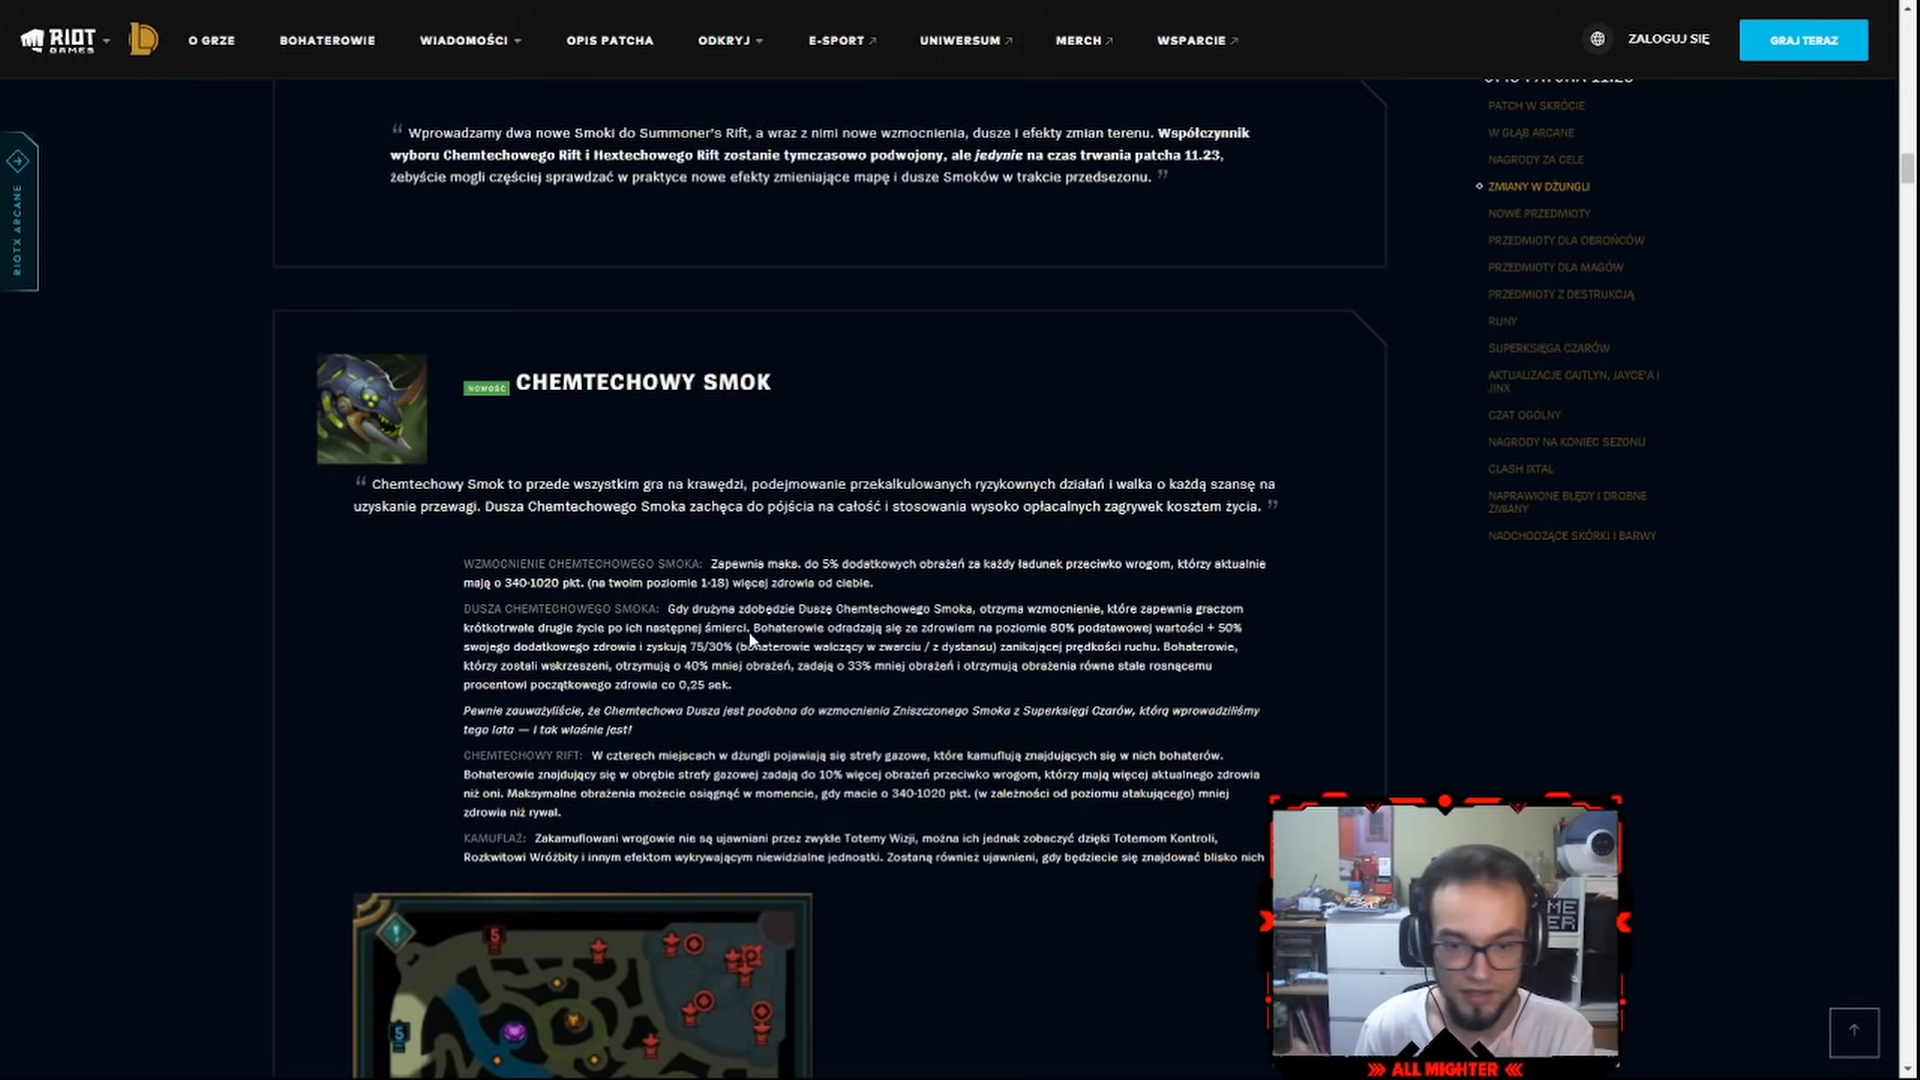 RIOT GAMES
O GRZE
BOHATEROWIE
WIADOMOŚCI
OPIS PATCHA
ODKRYJ
E-SPORT
UNIWERSUM
MERCH
WSPARCIE
ZALOGUJ SIĘ
GRAJ TERAZ
RIOTX ARCANE
“ Wprowadzamy dwa nowe Smoki do Summoner's Rift, a wraz z nimi nowe wzmocnienia, dusze i efekty zmian terenu. Współczynnik
wyboru Chemtechowego Rift i Hextechowego Rift zostanie tymczasowo podwojony, ale jedynie na czas trwania patcha 11.23,
żebyście mogli częściej sprawdzać w praktyce nowe efekty zmieniające mapę i dusze Smoków w trakcie przedsezonu. ”
NOWOŚĆ CHEMTECHOWY SMOK
“ Chemtechowy Smok to przede wszystkim gra na krawędzi, podejmowanie przekalkulowanych ryzykownych działań i walka o każdą szansę na
uzyskanie przewagi. Dusza Chemtechowego Smoka zachęca do pójścia na całość i stosowania wysoko opłacalnych zagrywek kosztem życia. ”
WZMOCNIENIE CHEMTECHOWEGO SMOKA: Zapewnia maks. do 5% dodatkowych obrażeń za każdy ładunek przeciwko wrogom, którzy aktualnie
mają o 340-1020 pkt. (na twoim poziomie 1-18) więcej zdrowia od ciebie.
DUSZA CHEMTECHOWEGO SMOKA: Gdy drużyna zdobędzie Duszę Chemtechowego Smoka, otrzyma wzmocnienie, które zapewnia graczom
krótkotrwałe drugie życie po ich następnej śmierci. Bohaterowie odradzają się ze zdrowiem na poziomie 80% podstawowej wartości + 50%
swojego dodatkowego zdrowia i zyskują 75/30% (bohaterowie walczący w zwarciu / z dystansu) zanikającej prędkości ruchu. Bohaterowie,
którzy zostali wskrzeszeni, otrzymują o 40% mniej obrażeń, zadają o 33% mniej obrażeń i otrzymują obrażenia równe stale rosnącemu
procentowi początkowego zdrowia co 0,25 sek.
Pewnie zauważyliście, że Chemtechowa Dusza jest podobna do wzmocnienia Zniszczonego Smoka z Superksięgi Czarów, którą wprowadziliśmy
tego lata — i tak właśnie jest!
CHEMTECHOWY RIFT: W czterech miejscach w dżungli pojawiają się strefy gazowe, które kamuflują znajdujących się w nich bohaterów.
Bohaterowie znajdujący się w obrębie strefy gazowej zadają do 10% więcej obrażeń przeciwko wrogom, którzy mają więcej aktualnego zdrowia
niż oni. Maksymalne obrażenia możecie osiągnąć w momencie, gdy macie o 340-1020 pkt. (w zależności od poziomu atakującego) mniej
zdrowia niż rywal.
KAMUFLAŻ: Zakamuflowani wrogowie nie są ujawniani przez zwykłe Totemy Wizji, można ich jednak zobaczyć dzięki Totemom Kontroli,
Rozkwitowi Wróżbity i innym efektom wykrywającym niewidzialne jednostki. Zostaną również ujawnieni, gdy będziecie się znajdować blisko nich
5
5
OPIS PATCHA 11.23
PATCH W SKRÓCIE
W GŁĄB ARCANE
NAGRODY ZA CELE
ZMIANY W DŻUNGLI
NOWE PRZEDMIOTY
PRZEDMIOTY DLA OBROŃCÓW
PRZEDMIOTY DLA MAGÓW
PRZEDMIOTY Z DESTRUKCJĄ
RUNY
SUPERKSIĘGA CZARÓW
AKTUALIZACJE CAITLYN, JAYCE'A I
JINX
CZAT OGÓLNY
NAGRODY NA KONIEC SEZONU
CLASH IXTAL
NAPRAWIONE BŁĘDY I DROBNE
ZMIANY
NADCHODZĄCE SKÓRKI I BARWY
ALL MIGHTER